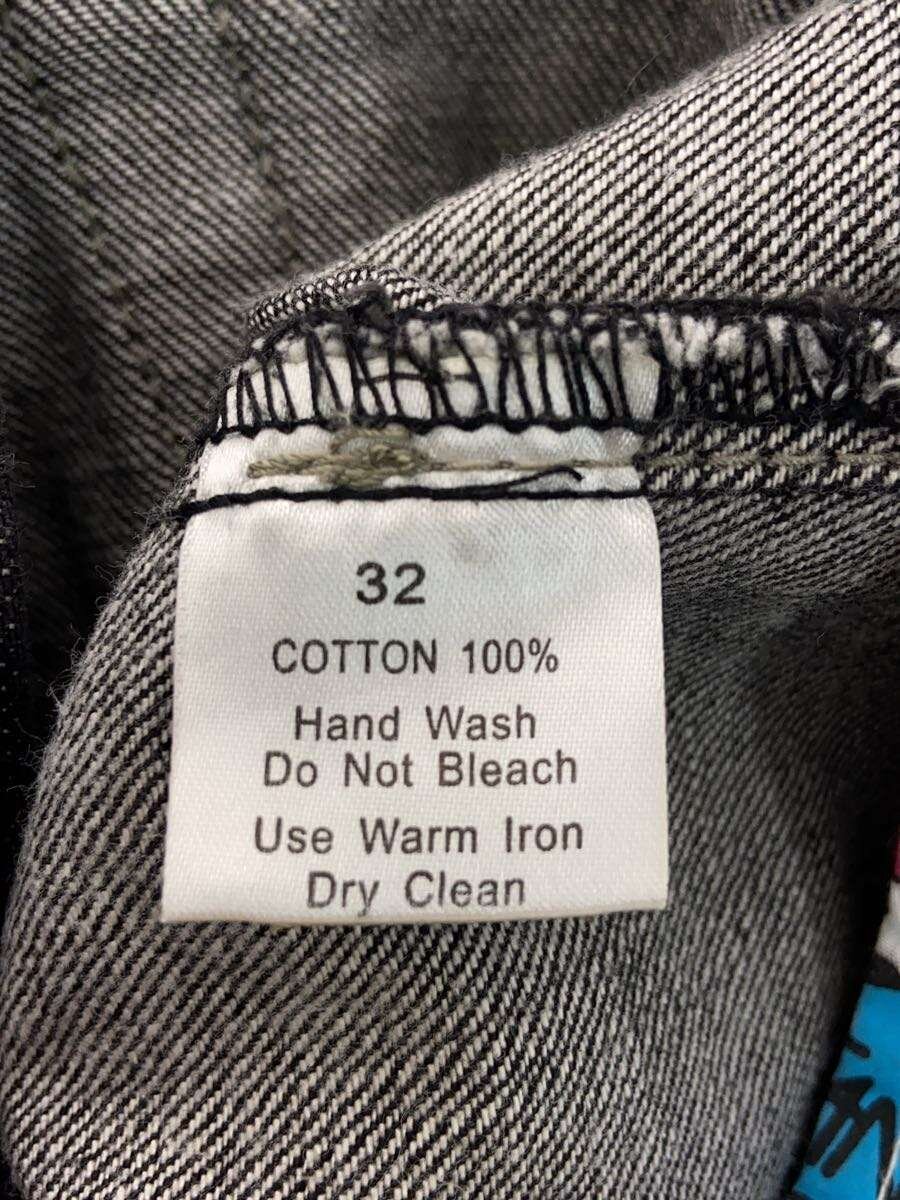 32
COTTON 100%
Hand Wash
Do Not Bleach
Use Warm Iron
Dry Clean